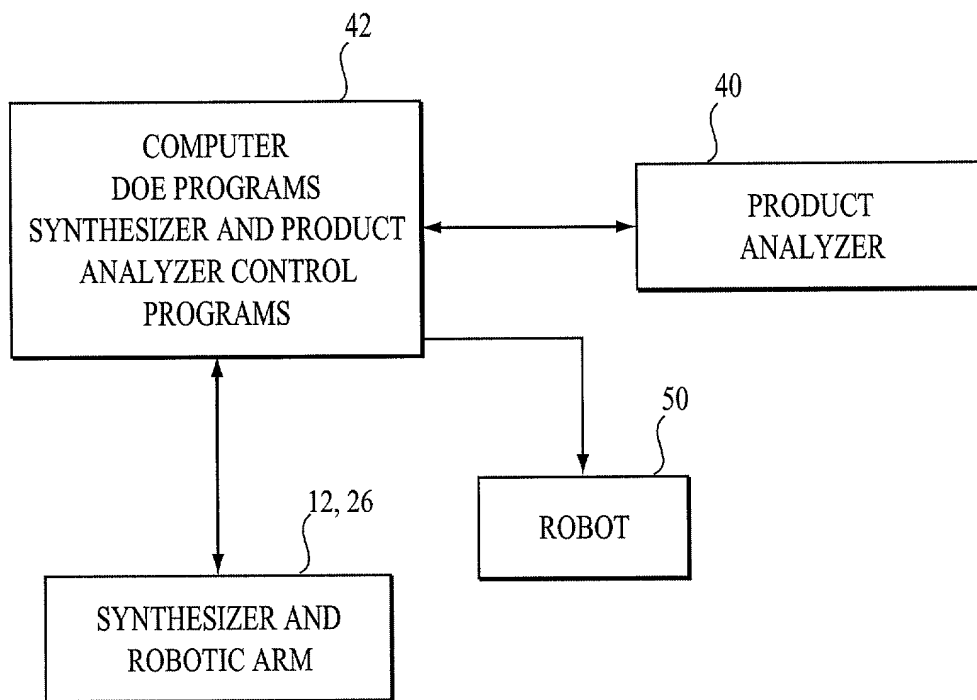 42
COMPUTER
DOE PROGRAMS
SYNTHESIZER AND PRODUCT
ANALYZER CONTROL
PROGRAMS
40
PRODUCT
ANALYZER
50
ROBOT
12, 26
SYNTHESIZER AND
ROBOTIC ARM